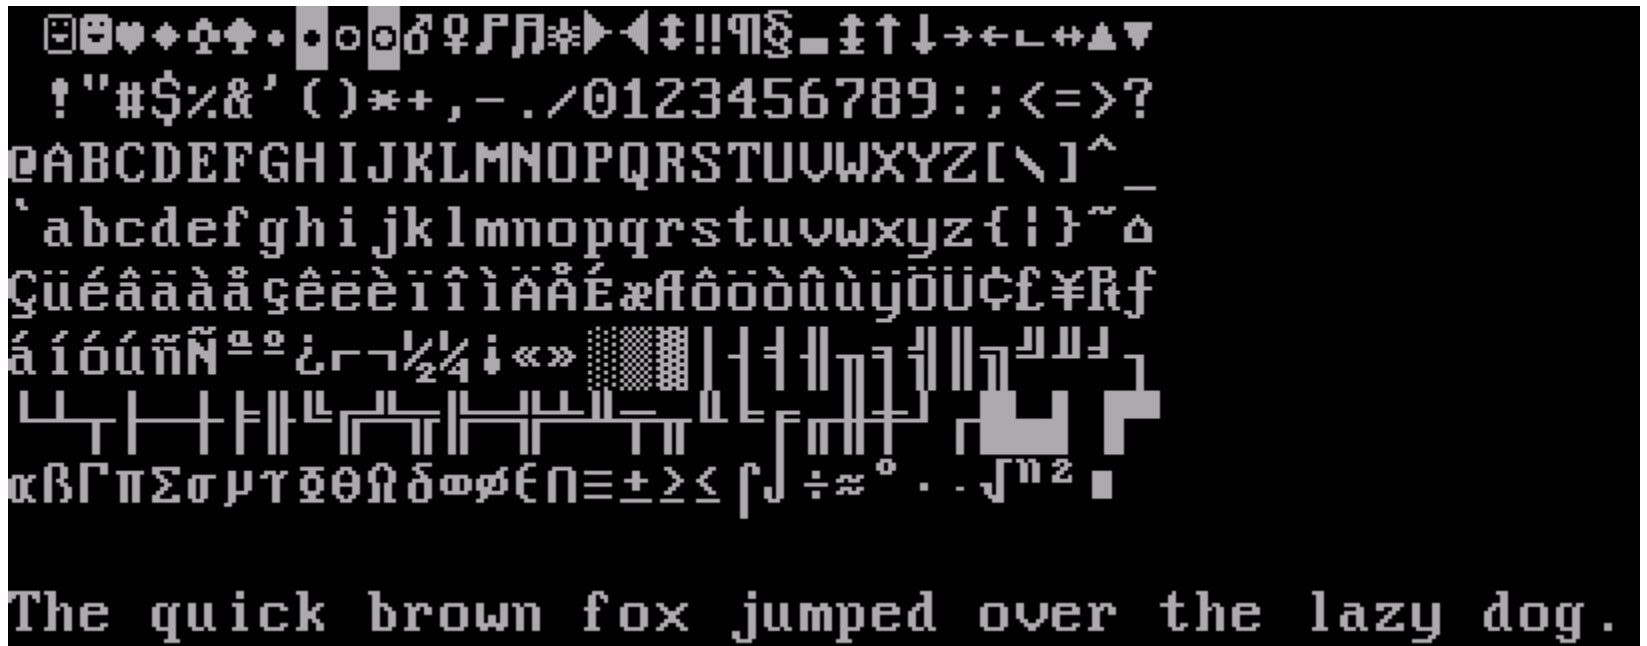 ☺☻♥♦♣♠•◘○◙♂♀♪♫☼►◄↕‼¶§▬↨↑↓→←∟↔▲▼
!"#$%&'()*+,-./0123456789:;<=>?
@ABCDEFGHIJKLMNOPQRSTUVWXYZ[\]^_
`abcdefghijklmnopqrstuvwxyz{¦}~⌂
ÇüéâäàåçêëèïîìÄÅÉæÆôöòûùÿÖÜ¢£¥₧ƒ
áíóúñÑªº¿⌐¬½¼¡«»░▒▓│┤╡╢╖╕╣║╗╝╜╛┐
└┴┬├─┼╞╟╚╔╩╦╠═╬╧╨╤╥╙╘╒╓╫╪┘┌█▄▌▐▀
αßΓπΣσµτΦΘΩδ∞φε∩≡±≥≤⌠⌡÷≈°∙·√ⁿ²■
The quick brown fox jumped over the lazy dog.